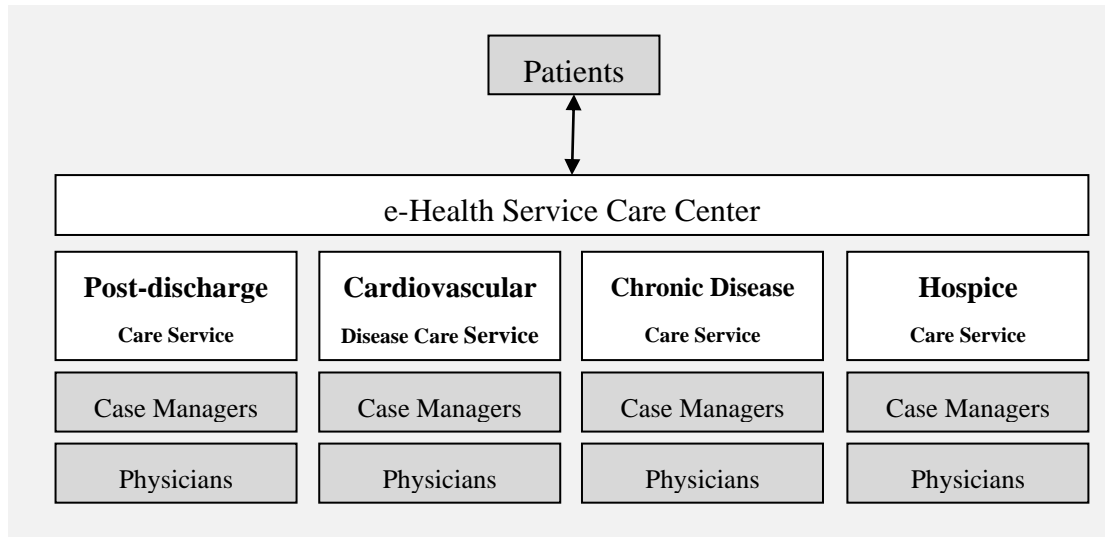 Patients
e-Health Service Care Center
Post-discharge
Care Service
Cardiovascular
Disease Care Service
Chronic Disease
Care Service
Hospice
Care Service
Case Managers
Case Managers
Case Managers
Case Managers
Physicians
Physicians
Physicians
Physicians